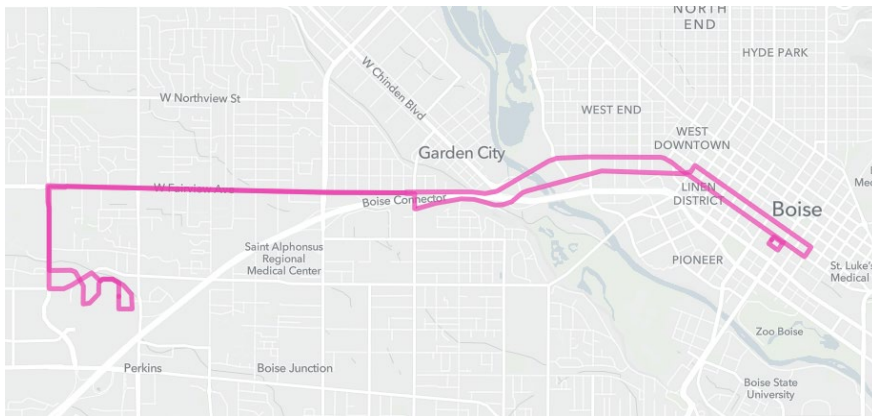 NORTH
END
HYDE PARK
W Chinden Blvd
W Northview St
WEST END
WEST
DOWNTOWN
Garden City
W Fairview Ave
Boise Connector
LINEN
DISTRICT
Boise
Saint Alphonsus
Regional
Medical Center
PIONEER
St. Luke's
Medical
Zoo Boise
Perkins
Boise Junction
Boise State
University